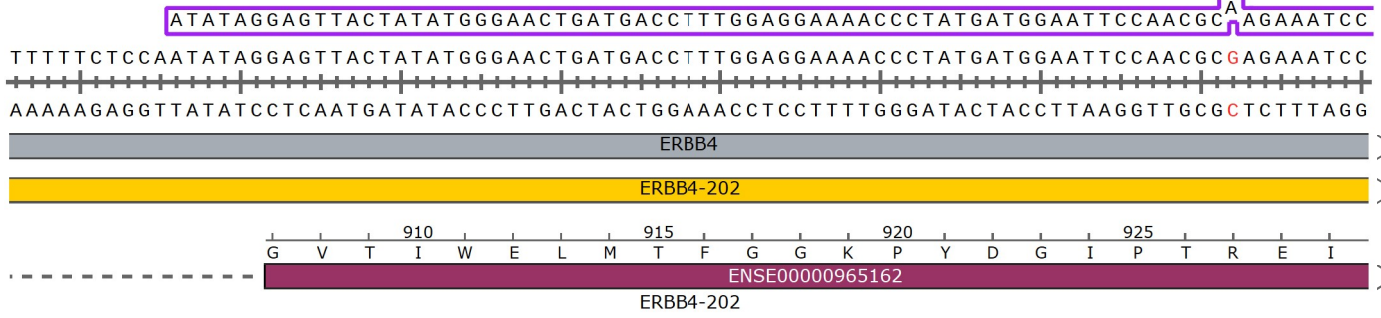 A
ATATAGGAGTTACTATATGGGAACTGATGACCTTTGGAGGAAAACCCTATGATGGAATTCCAACGC AGAAATCC
TTTTTCTCCAATATAGGAGTTACTATATGGGAACTGATGACCTTTGGAGGAAAACCCTATGATGGAATTCCAACGCGAGAAATCC
AAAAAGAGGTTATATCCTCAATGATATACCCTTGACTACTGGAAACCTCCTTTTGGGATACTACCTTAAGGTTGCGCTCTTTAGG
ERBB4
ERBB4-202
910 915 920 925
G V T I W E L M T F G G K P Y D G I P T R E I
ENSE00000965162
ERBB4-202